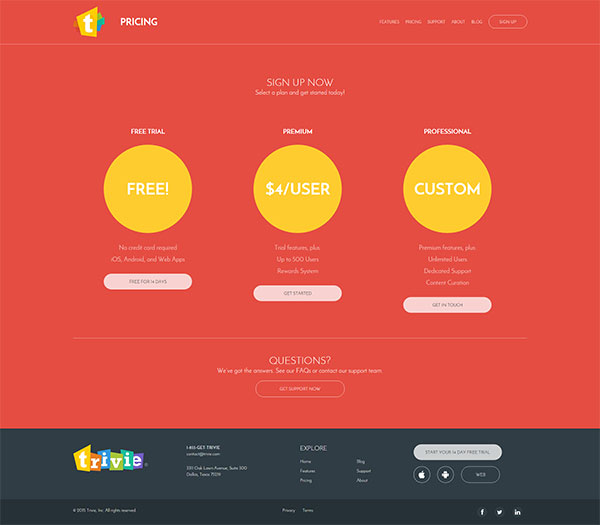 t
PRICING
FEATURES PRICING SUPPORT ABOUT BLOG SIGN UP
SIGN UP NOW
Select a plan and get started today!
FREE TRIAL
FREE!
No credit card required
iOS, Android, and Web Apps
FREE FOR 14 DAYS
PREMIUM
$4/USER
Trial features, plus
Up to 500 Users
Rewards System
GET STARTED
PROFESSIONAL
CUSTOM
Premium features, plus
Unlimited Users
Dedicated Support
Content Curation
GET IN TOUCH
QUESTIONS?
We've got the answers. See our FAQs or contact our support team.
GET SUPPORT NOW
trivie
1-855-GET TRIVIE
contact@trivie.com
3311 Oak Lawn Avenue, Suite 500
Dallas, Texas 75219
EXPLORE
Home
Features
Pricing
Blog
Support
About
START YOUR 14 DAY FREE TRIAL
WEB
© 2015 Trivie, Inc. All rights reserved.
Privacy Terms